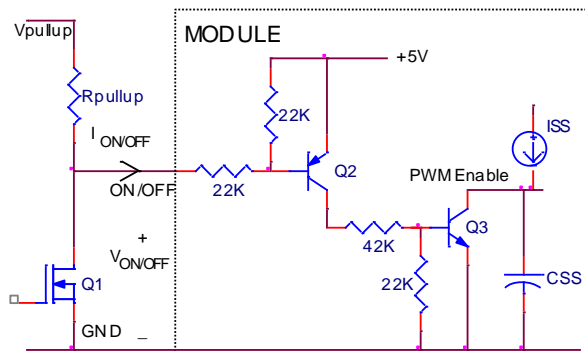 Vpullup
MODULE
+5V
Rpullup
22K
ISS
I ON/OFF
Q2
PWM Enable
ON/OFF
22K
Q3
+
42K
V ON/OFF
22K
CSS
Q1
GND
_